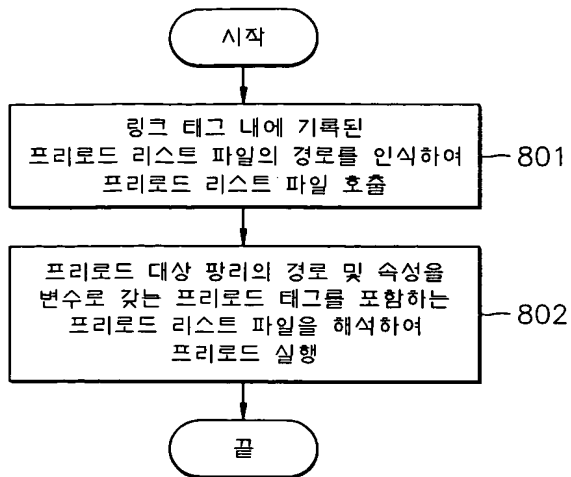 시작
링크 태그 내에 기록된
프리로드 리스트 파일의 경로를 인식하여
프리로드 리스트 파일 호출
801
프리로드 대상 팡리의 경로 및 속성을
변수로 갖는 프리로드 태그를 포함하는
프리로드 리스트 파일을 해석하여
프리로드 실행
802
끝